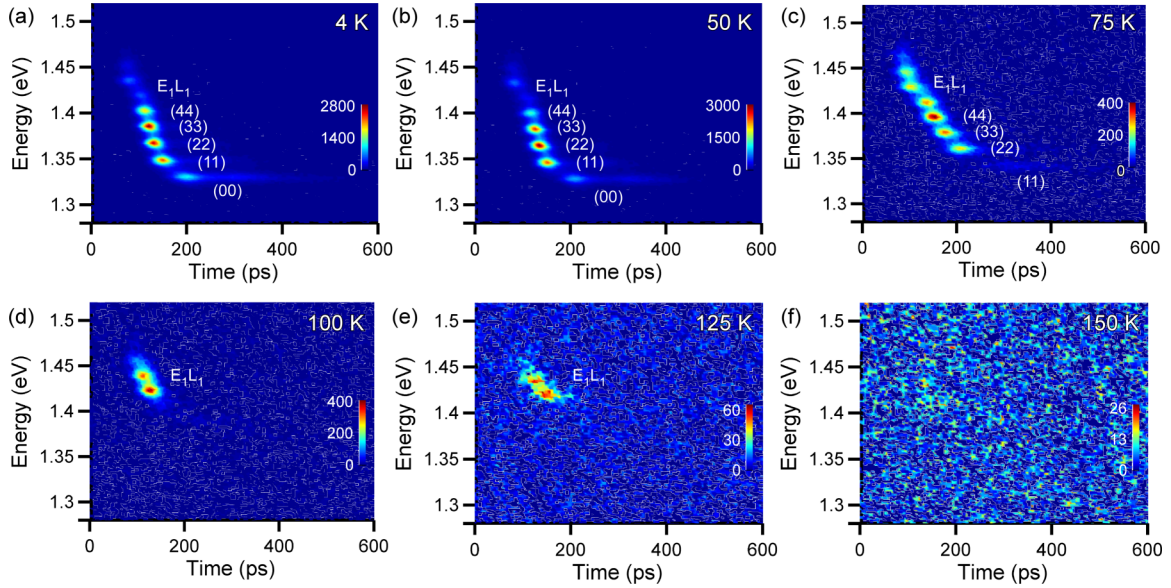 (a)
4 K
1.5
1.45
1.4
1.35
1.3
Energy (eV)
E₁L₁
(44)
(33)
(22)
(11)
(00)
2800
1400
0
0 200 400 600
Time (ps)
(b)
50 K
1.5
1.45
1.4
1.35
1.3
Energy (eV)
E₁L₁
(44)
(33)
(22)
(11)
(00)
3000
1500
0
0 200 400 600
Time (ps)
(c)
75 K
1.5
1.45
1.4
1.35
1.3
Energy (eV)
E₁L₁
(44)
(33)
(22)
(11)
400
200
0
0 200 400 600
Time (ps)
(d)
100 K
1.5
1.45
1.4
1.35
1.3
Energy (eV)
E₁L₁
400
200
0
0 200 400 600
Time (ps)
(e)
125 K
1.5
1.45
1.4
1.35
1.3
Energy (eV)
E₁L₁
60
30
0
0 200 400 600
Time (ps)
(f)
150 K
1.5
1.45
1.4
1.35
1.3
Energy (eV)
26
13
0
0 200 400 600
Time (ps)